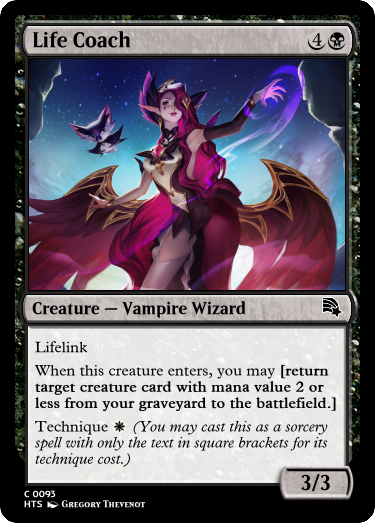 Life Coach 4
Creature — Vampire Wizard
Lifelink
When this creature enters, you may [return
target creature card with mana value 2 or
less from your graveyard to the battlefield.]
Technique (You may cast this as a sorcery
spell with only the text in square brackets for its
technique cost.)
3/3
C 0093
HTS Gregory Thevenot